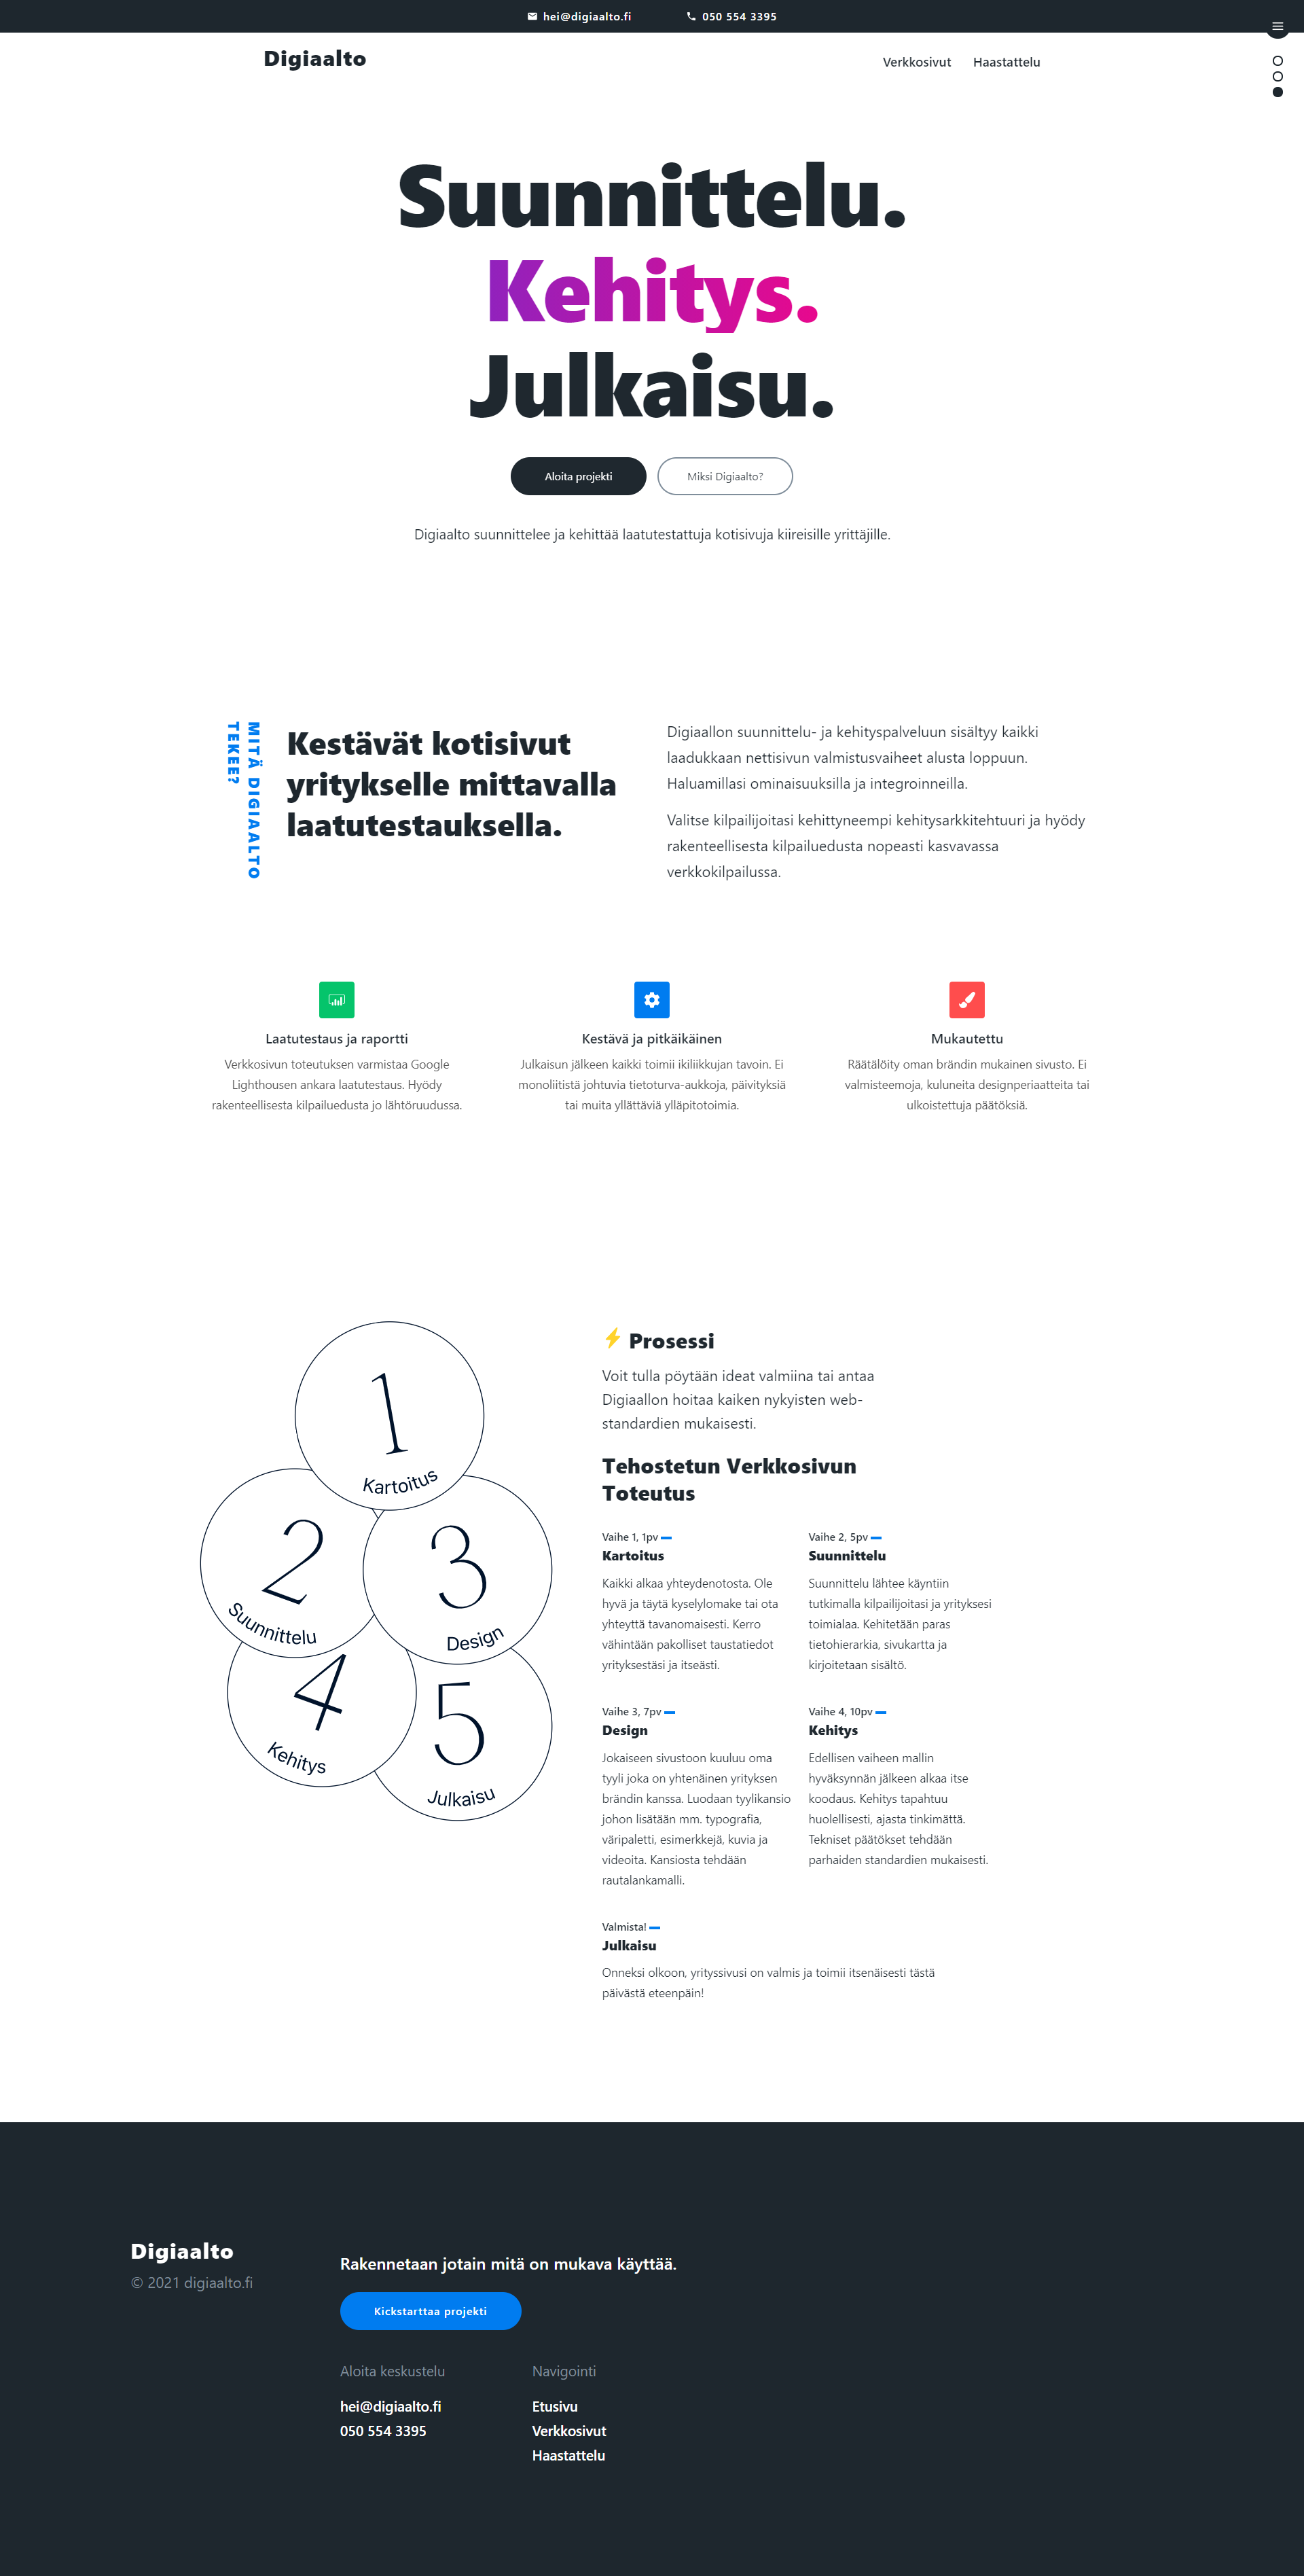 hei@digiaalto.fi
050 554 3395
Digiaalto
Verkkosivut
Haastattelu
Suunnittelu.
Kehitys.
Julkaisu.
Aloita projekti
Miksi Digiaalto?
Digiaalto suunnittelee ja kehittää laatutestattuja kotisivuja kiireisille yrittäjille.
MITÄ DIGIAALTO
TEKEE?
Kestävät kotisivut
yritykselle mittavalla
laatutestauksella.
Digiaallon suunnittelu- ja kehityspalveluun sisältyy kaikki
laadukkaan nettisivun valmistusvaiheet alusta loppuun.
Haluamillasi ominaisuuksilla ja integroinneilla.
Valitse kilpailijoitasi kehittyneempi kehitysarkkitehtuuri ja hyödy
rakenteellisesta kilpailuedusta nopeasti kasvavassa
verkkokilpailussa.
Laatutestaus ja raportti
Verkkosivun toteutuksen varmistaa Google
Lighthousen ankara laatutestaus. Hyödy
rakenteellisesta kilpailuedusta jo lähtöruudussa.
Kestävä ja pitkäikäinen
Julkaisun jälkeen kaikki toimii ikiliikkujan tavoin. Ei
monoliitistä johtuvia tietoturva-aukkoja, päivityksiä
tai muita yllättäviä ylläpitotoimia.
Mukautettu
Räätälöity oman brändin mukainen sivusto. Ei
valmisteemoja, kuluneita designperiaatteita tai
ulkoistettuja päätöksiä.
1
Kartoitus
2
Suunnittelu
3
Design
4
Kehitys
5
Julkaisu
Prosessi
Voit tulla pöytään ideat valmiina tai antaa
Digiaallon hoitaa kaiken nykyisten web-
standardien mukaisesti.
Tehostetun Verkkosivun
Toteutus
Vaihe 1, 1pv
Kartoitus
Kaikki alkaa yhteydenotosta. Ole
hyvä ja täytä kyselylomake tai ota
yhteyttä tavanomaisesti. Kerro
vähintään pakolliset taustatiedot
yrityksestäsi ja itseästi.
Vaihe 2, 5pv
Suunnittelu
Suunnittelu lähtee käyntiin
tutkimalla kilpailijoitasi ja yrityksesi
toimialaa. Kehitetään paras
tietohierarkia, sivukartta ja
kirjoitetaan sisältö.
Vaihe 3, 7pv
Design
Jokaiseen sivustoon kuuluu oma
tyyli joka on yhtenäinen yrityksen
brändin kanssa. Luodaan tyylikansio
johon lisätään mm. typografia,
väripaletti, esimerkkejä, kuvia ja
videoita. Kansiosta tehdään
rautalankamalli.
Vaihe 4, 10pv
Kehitys
Edellisen vaiheen mallin
hyväksynnän jälkeen alkaa itse
koodaus. Kehitys tapahtuu
huolellisesti, ajasta tinkimättä.
Tekniset päätökset tehdään
parhaiden standardien mukaisesti.
Valmista!
Julkaisu
Onneksi olkoon, yrityssivusi on valmis ja toimii itsenäisesti tästä
päivästä eteenpäin!
Digiaalto
© 2021 digiaalto.fi
Rakennetaan jotain mitä on mukava käyttää.
Kickstarttaa projekti
Aloita keskustelu
hei@digiaalto.fi
050 554 3395
Navigointi
Etusivu
Verkkosivut
Haastattelu